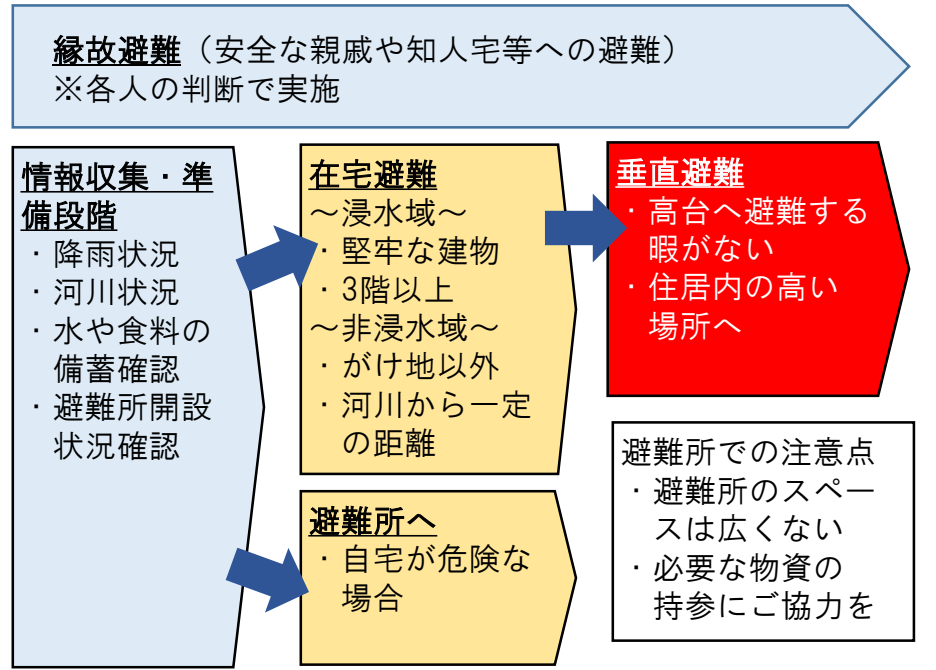 縁故避難（安全な親戚や知人宅等への避難）
※各人の判断で実施
情報収集・準
備段階
・降雨状況
・河川状況
・水や食料の
備蓄確認
・避難所開設
状況確認
在宅避難
～浸水域～
・堅牢な建物
・3階以上
～非浸水域～
・がけ地以外
・河川から一定
の距離
避難所へ
・自宅が危険な
場合
垂直避難
・高台へ避難する
暇がない
・住居内の高い
場所へ
避難所での注意点
・避難所のスペー
スは広くない
・必要な物資の
持参にご協力を